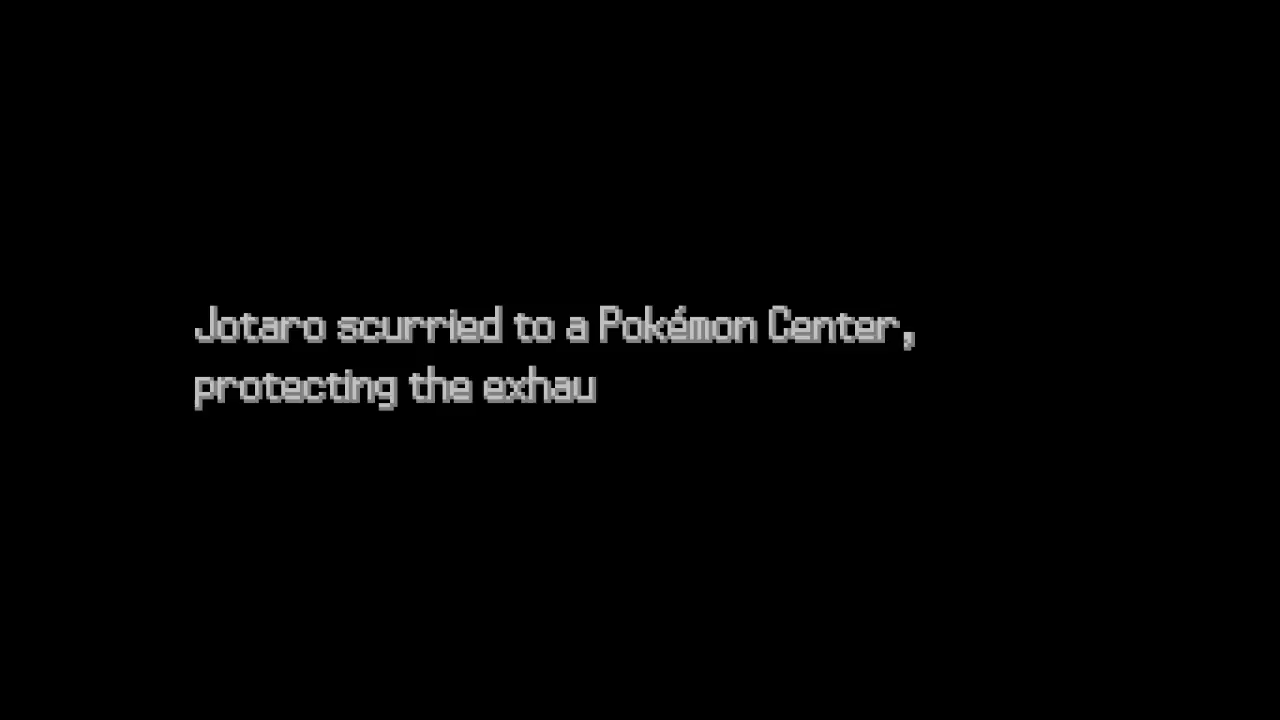 Jotaro scurried to a Pokémon Center,
protecting the exhau